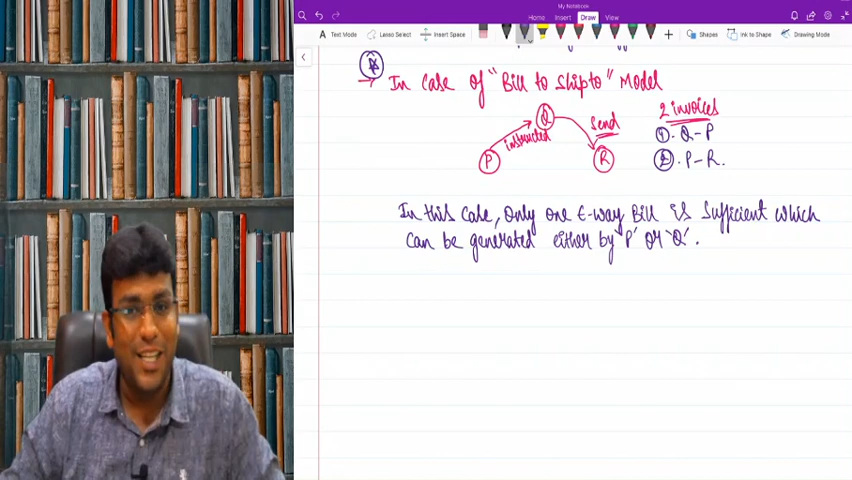 My Notebook
Home Insert Draw View
Text Mode Lasso Select Insert Space Shapes Ink to Shape Drawing Mode
In Case of "Bill to Ship to" Model
P instructed Q send R
2 invoices
1. Q-P
2. P-R.
In this case, only one E-way Bill is sufficient which
can be generated either by 'P' or 'Q'.